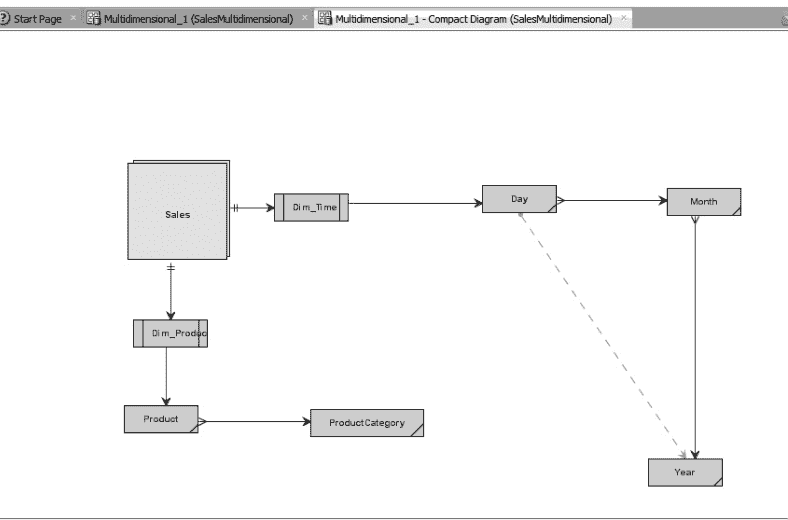 Start Page
Multidimensional_1 (SalesMultidimensional)
Multidimensional_1 - Compact Diagram (SalesMultidimensional)
Sales
Dim_Time
Day
Month
Dim_Produc
Product
ProductCategory
Year